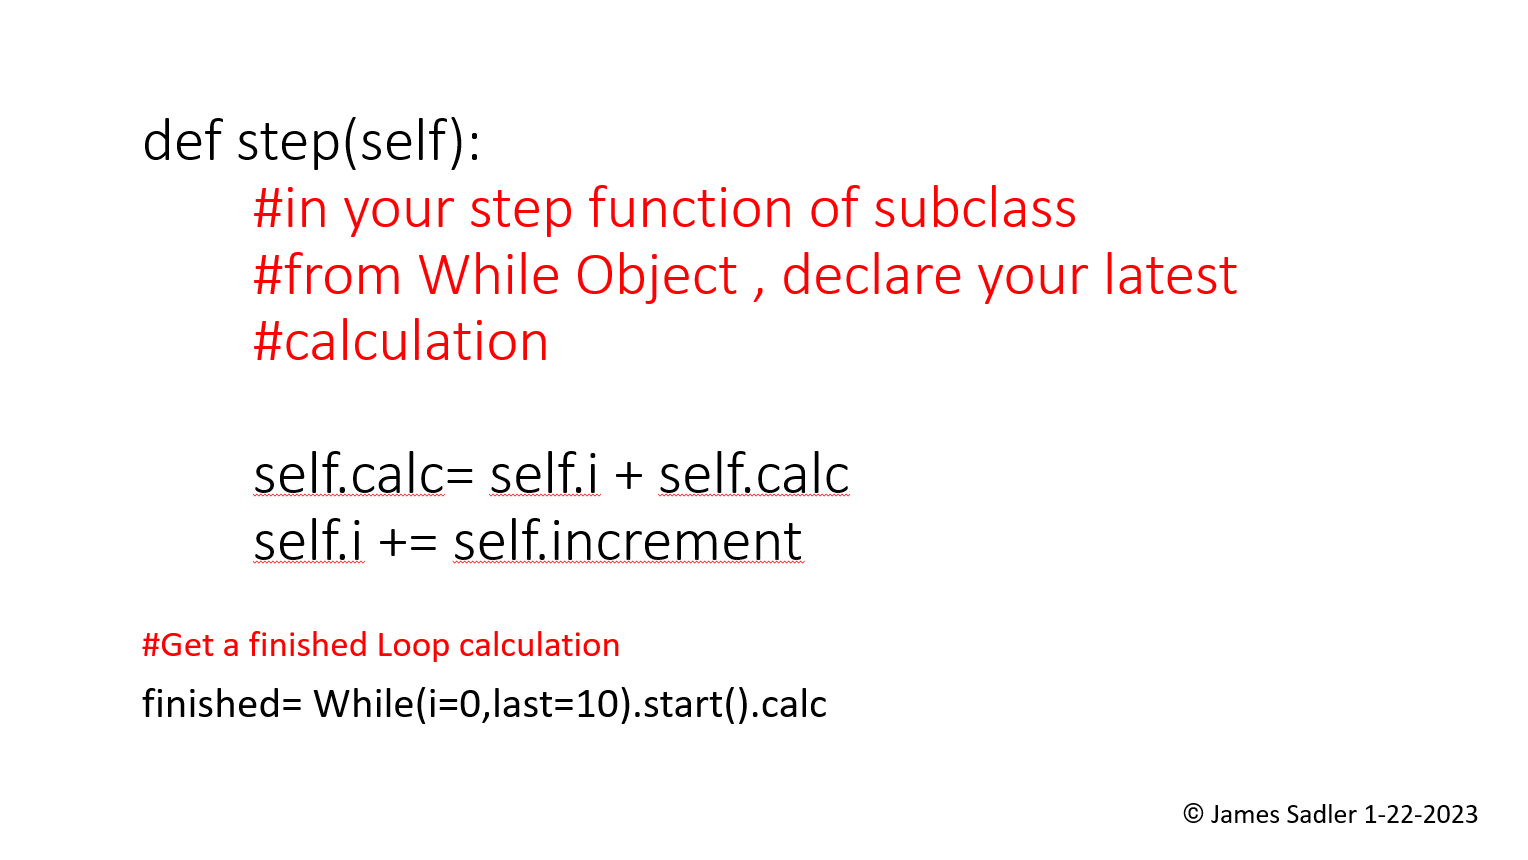 def step(self):
#in your step function of subclass
#from While Object , declare your latest
#calculation
self.calc= self.i + self.calc
self.i += self.increment
#Get a finished Loop calculation
finished= While(i=0,last=10).start().calc
© James Sadler 1-22-2023